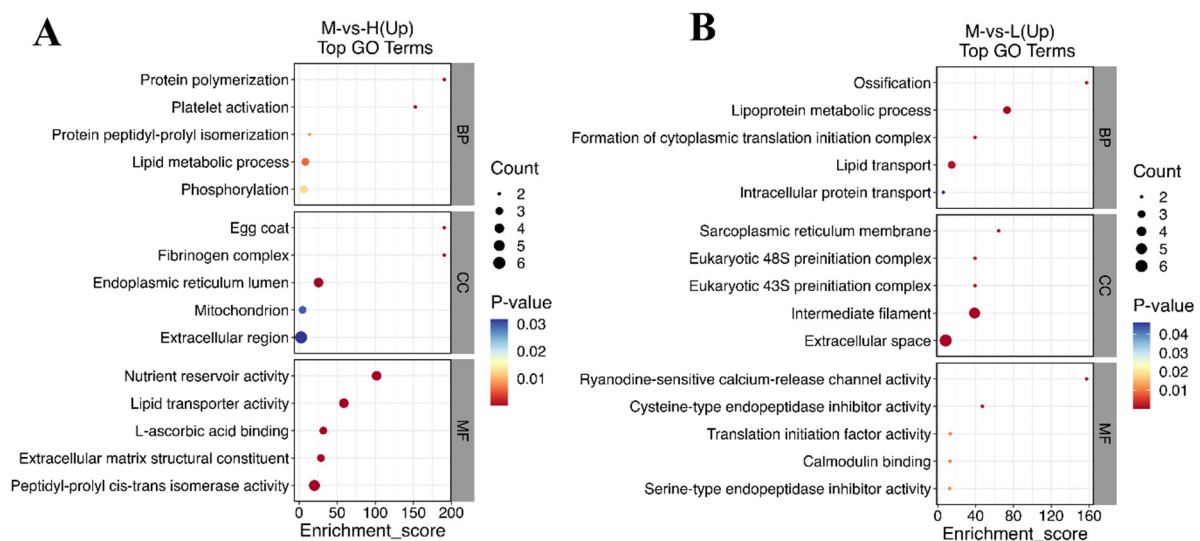 A
M-vs-H(Up)
Top GO Terms
Protein polymerization
Platelet activation
Protein peptidyl-prolyl isomerization
Lipid metabolic process
Phosphorylation
BP
Egg coat
Fibrinogen complex
Endoplasmic reticulum lumen
Mitochondrion
Extracellular region
CC
Nutrient reservoir activity
Lipid transporter activity
L-ascorbic acid binding
Extracellular matrix structural constituent
Peptidyl-prolyl cis-trans isomerase activity
MF
0 50 100 150 200
Enrichment_score
Count
2
3
4
5
6
P-value
0.03
0.02
0.01
B
M-vs-L(Up)
Top GO Terms
Ossification
Lipoprotein metabolic process
Formation of cytoplasmic translation initiation complex
Lipid transport
Intracellular protein transport
BP
Sarcoplasmic reticulum membrane
Eukaryotic 48S preinitiation complex
Eukaryotic 43S preinitiation complex
Intermediate filament
Extracellular space
CC
Ryanodine-sensitive calcium-release channel activity
Cysteine-type endopeptidase inhibitor activity
Translation initiation factor activity
Calmodulin binding
Serine-type endopeptidase inhibitor activity
MF
0 40 80 120 160
Enrichment_score
Count
2
3
4
5
6
P-value
0.04
0.03
0.02
0.01